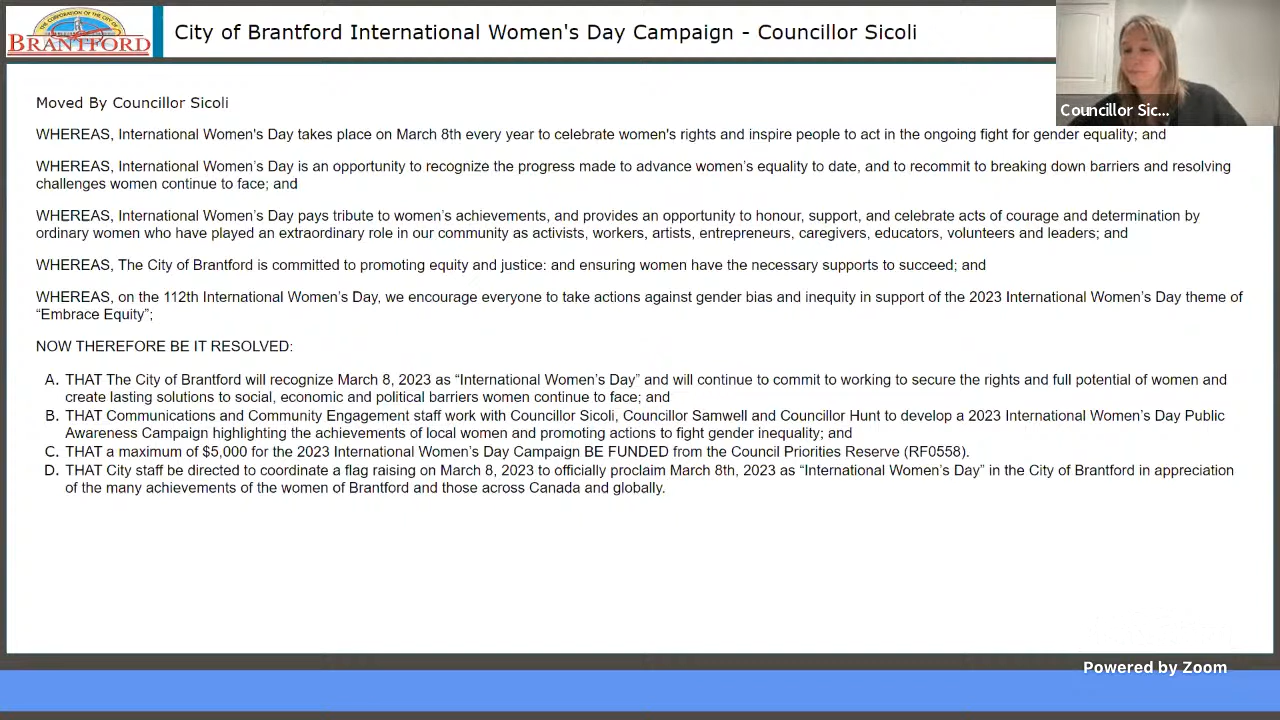 THE CORPORATION OF THE CITY OF
BRANTFORD
City of Brantford International Women's Day Campaign - Councillor Sicoli
Councillor Sic...
Moved By Councillor Sicoli
WHEREAS, International Women's Day takes place on March 8th every year to celebrate women's rights and inspire people to act in the ongoing fight for gender equality; and
WHEREAS, International Women’s Day is an opportunity to recognize the progress made to advance women’s equality to date, and to recommit to breaking down barriers and resolving
challenges women continue to face; and
WHEREAS, International Women’s Day pays tribute to women’s achievements, and provides an opportunity to honour, support, and celebrate acts of courage and determination by
ordinary women who have played an extraordinary role in our community as activists, workers, artists, entrepreneurs, caregivers, educators, volunteers and leaders; and
WHEREAS, The City of Brantford is committed to promoting equity and justice: and ensuring women have the necessary supports to succeed; and
WHEREAS, on the 112th International Women’s Day, we encourage everyone to take actions against gender bias and inequity in support of the 2023 International Women’s Day theme of
“Embrace Equity”;
NOW THEREFORE BE IT RESOLVED:
A. THAT The City of Brantford will recognize March 8, 2023 as “International Women’s Day” and will continue to commit to working to secure the rights and full potential of women and
create lasting solutions to social, economic and political barriers women continue to face; and
B. THAT Communications and Community Engagement staff work with Councillor Sicoli, Councillor Samwell and Councillor Hunt to develop a 2023 International Women’s Day Public
Awareness Campaign highlighting the achievements of local women and promoting actions to fight gender inequality; and
C. THAT a maximum of $5,000 for the 2023 International Women’s Day Campaign BE FUNDED from the Council Priorities Reserve (RF0558).
D. THAT City staff be directed to coordinate a flag raising on March 8, 2023 to officially proclaim March 8th, 2023 as “International Women’s Day” in the City of Brantford in appreciation
of the many achievements of the women of Brantford and those across Canada and globally.
Powered by Zoom